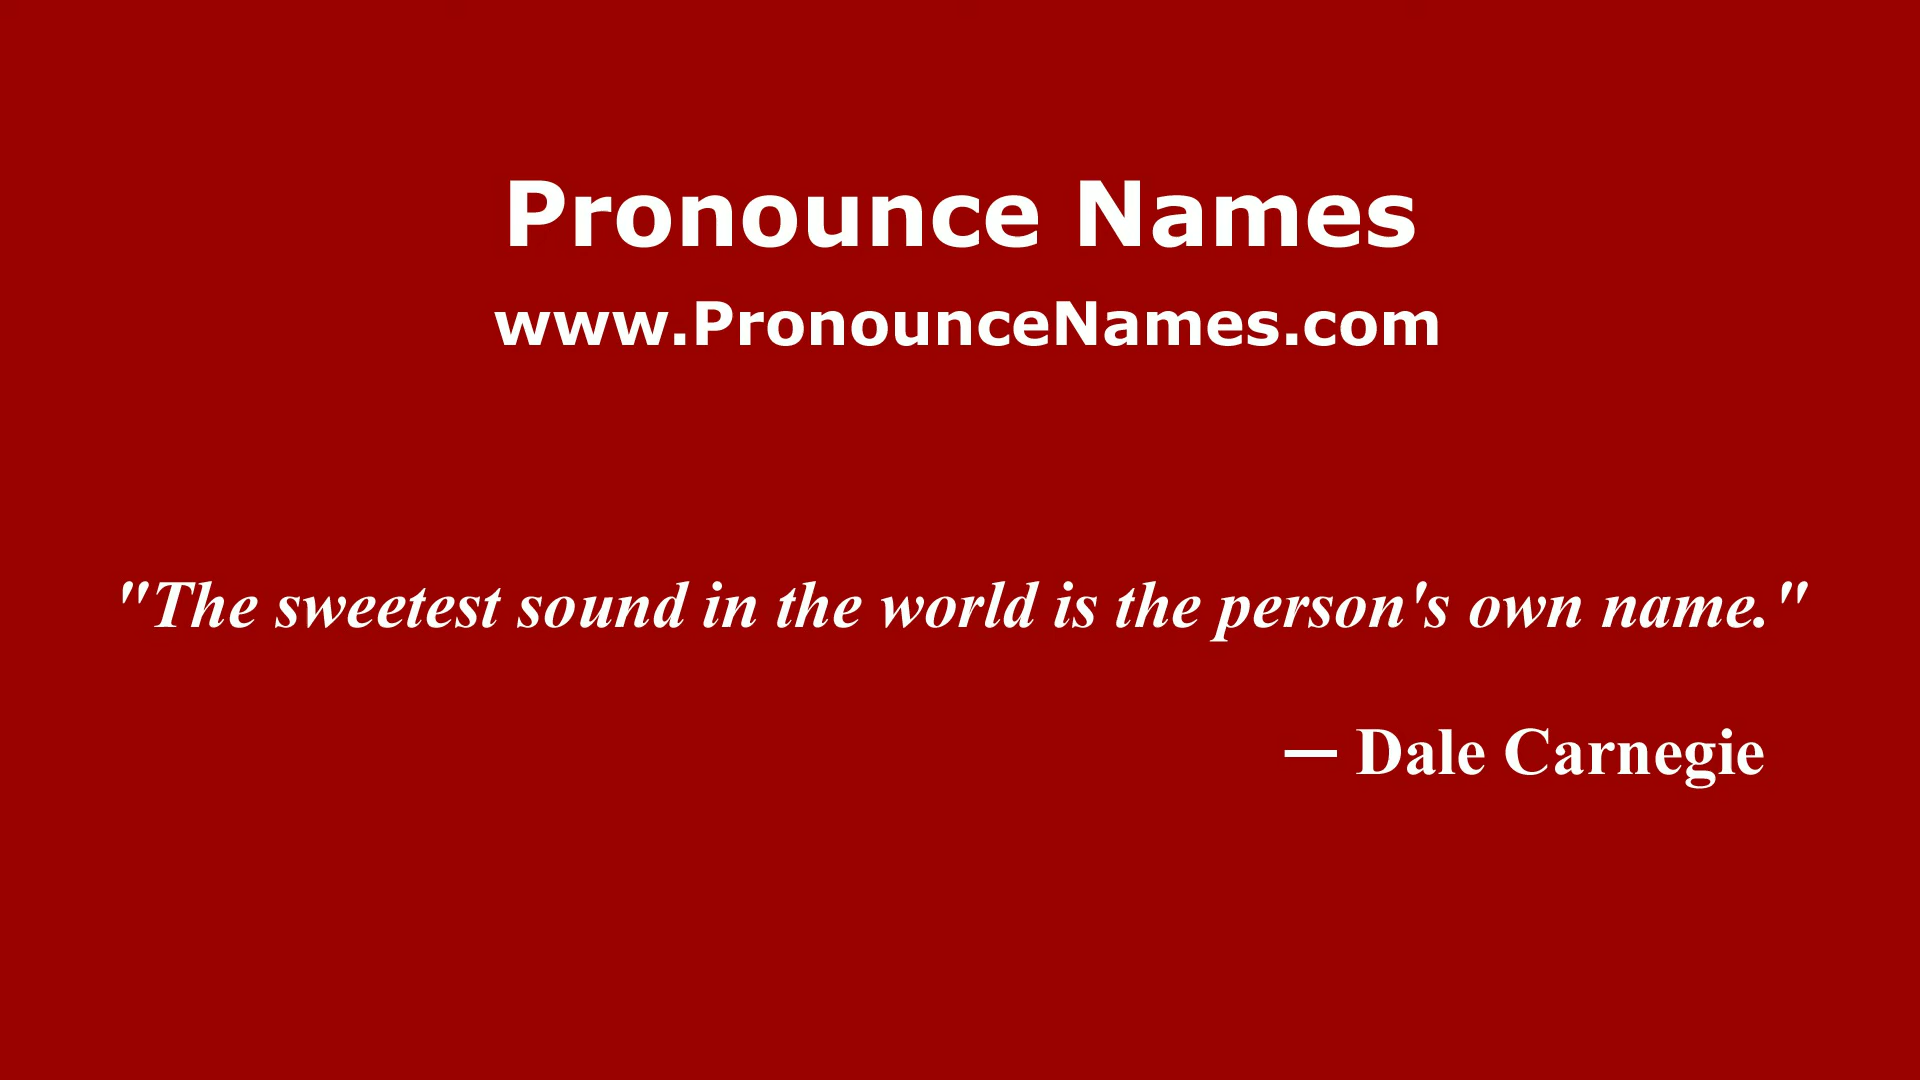 Pronounce Names
www.PronounceNames.com
"The sweetest sound in the world is the person's own name."
— Dale Carnegie